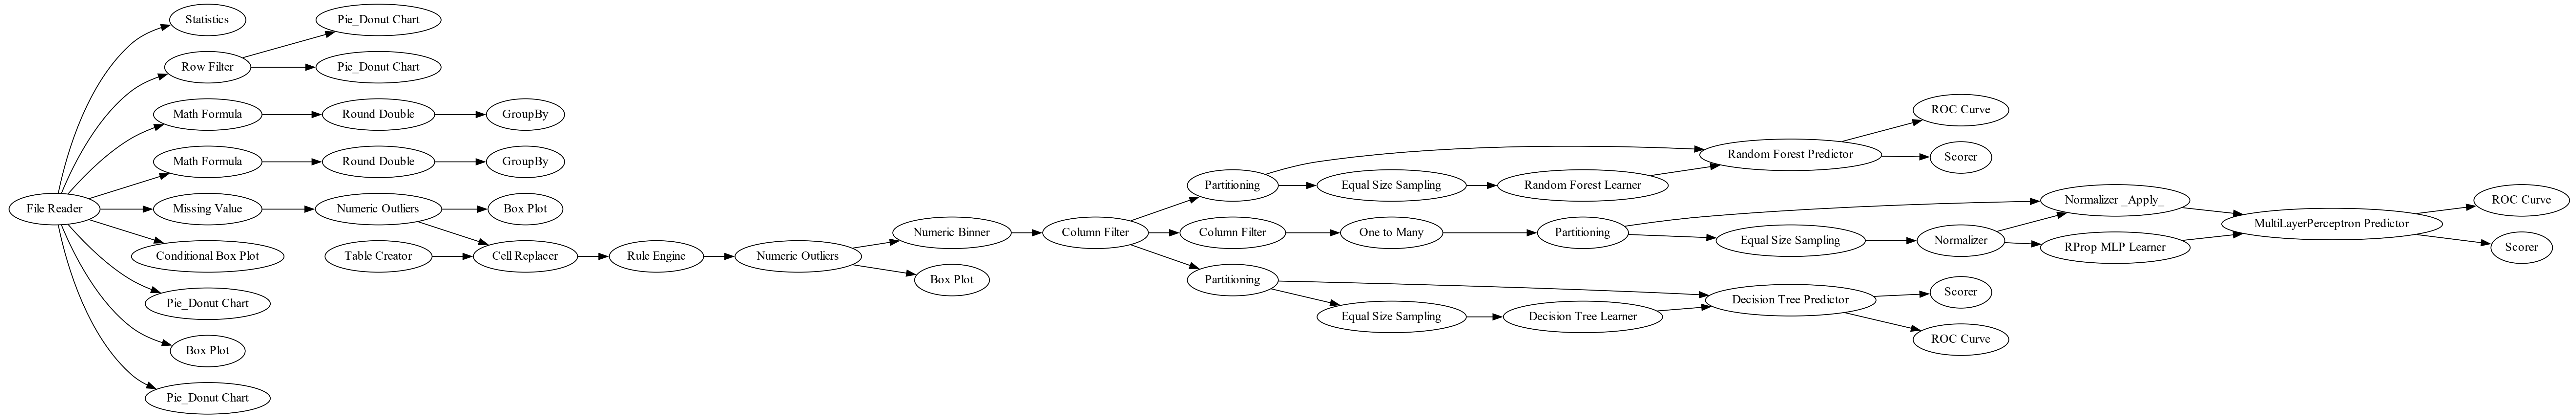 File Reader
Statistics
Row Filter
Math Formula
Math Formula
Missing Value
Conditional Box Plot
Pie_Donut Chart
Box Plot
Pie_Donut Chart
Pie_Donut Chart
Pie_Donut Chart
Round Double
Round Double
Numeric Outliers
Table Creator
GroupBy
GroupBy
Box Plot
Cell Replacer
Rule Engine
Numeric Outliers
Numeric Binner
Box Plot
Column Filter
Partitioning
Column Filter
Partitioning
Equal Size Sampling
One to Many
Equal Size Sampling
Random Forest Learner
Partitioning
Decision Tree Learner
Random Forest Predictor
Equal Size Sampling
Decision Tree Predictor
ROC Curve
Scorer
Normalizer
Scorer
ROC Curve
Normalizer _Apply_
RProp MLP Learner
MultiLayerPerceptron Predictor
ROC Curve
Scorer